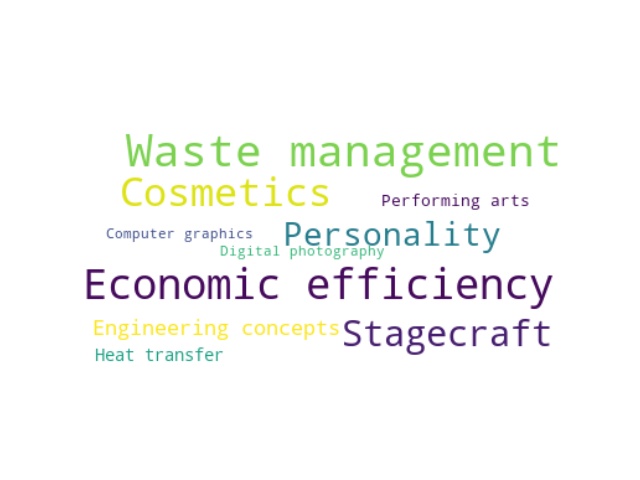 Waste management
Cosmetics
Performing arts
Computer graphics
Personality
Digital photography
Economic efficiency
Engineering concepts
Stagecraft
Heat transfer